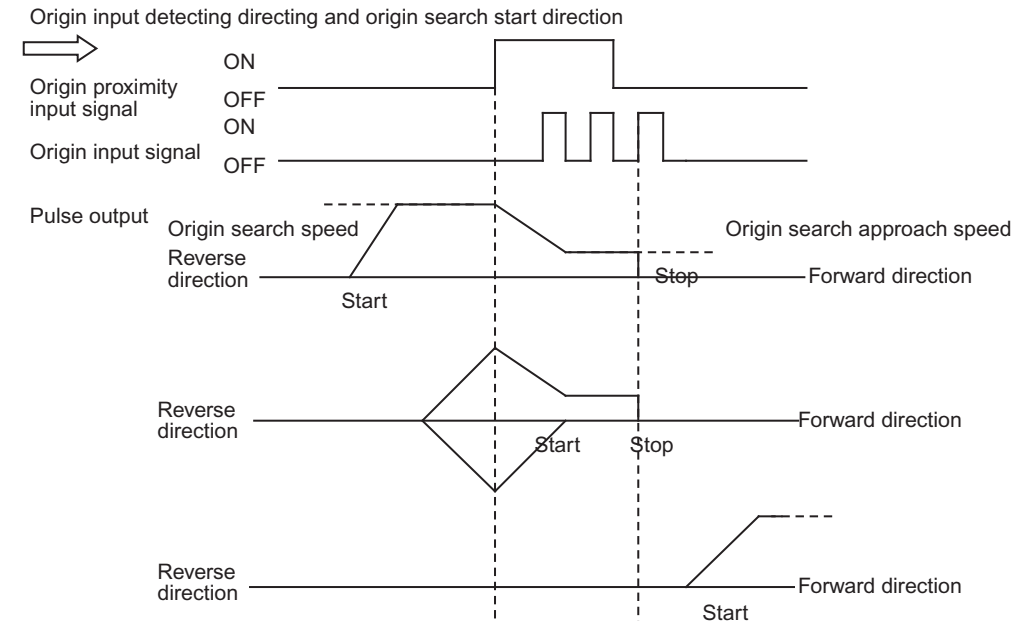 Origin input detecting directing and origin search start direction
ON
Origin proximity
input signal
OFF
ON
Origin input signal
OFF
Pulse output
Origin search speed
Origin search approach speed
Reverse
direction
Stop
Forward direction
Start
Reverse
direction
Forward direction
Start
Stop
Reverse
direction
Forward direction
Start